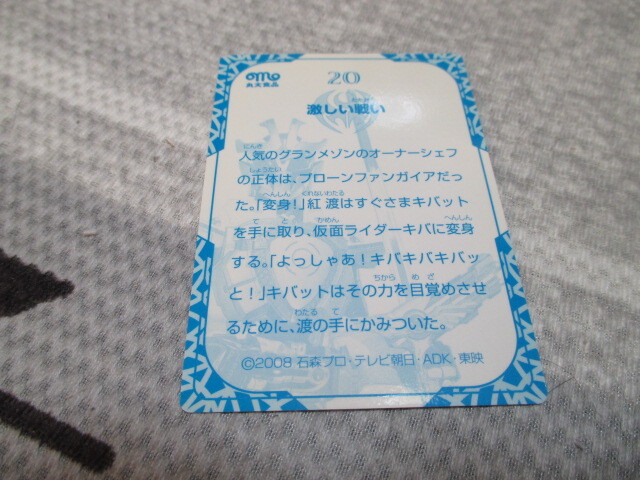 丸大食品
20
激しい戦い
人気のグランメゾンのオーナーシェフ
の正体は、プローンファンガイアだっ
た。「変身!」紅 渡はすぐさまキバット
を手に取り、仮面ライダーキバに変身
する。「よっしゃあ!キバキバキバッ
と!」キバットはその力を目覚めさせ
るために、渡の手にかみついた。
©2008 石森プロ・テレビ朝日・ADK・東映